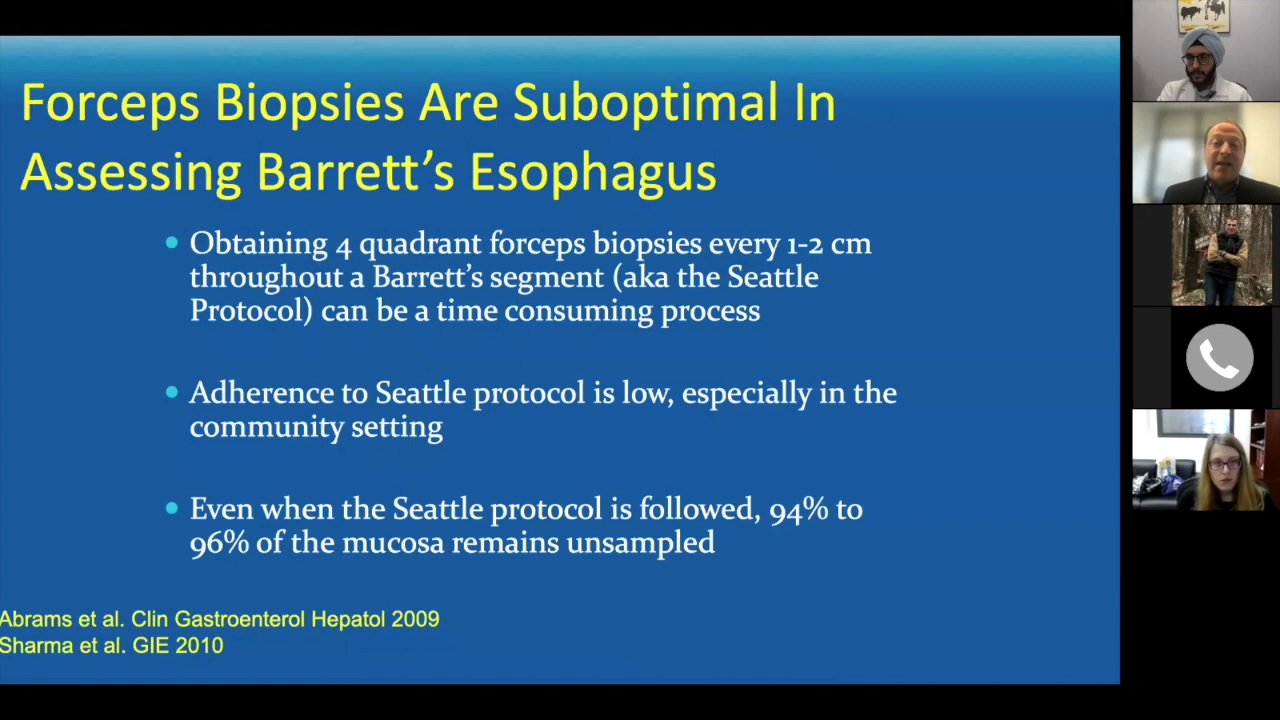 Forceps Biopsies Are Suboptimal In
Assessing Barrett’s Esophagus
• Obtaining 4 quadrant forceps biopsies every 1-2 cm
throughout a Barrett’s segment (aka the Seattle
Protocol) can be a time consuming process
• Adherence to Seattle protocol is low, especially in the
community setting
• Even when the Seattle protocol is followed, 94% to
96% of the mucosa remains unsampled
Abrams et al. Clin Gastroenterol Hepatol 2009
Sharma et al. GIE 2010